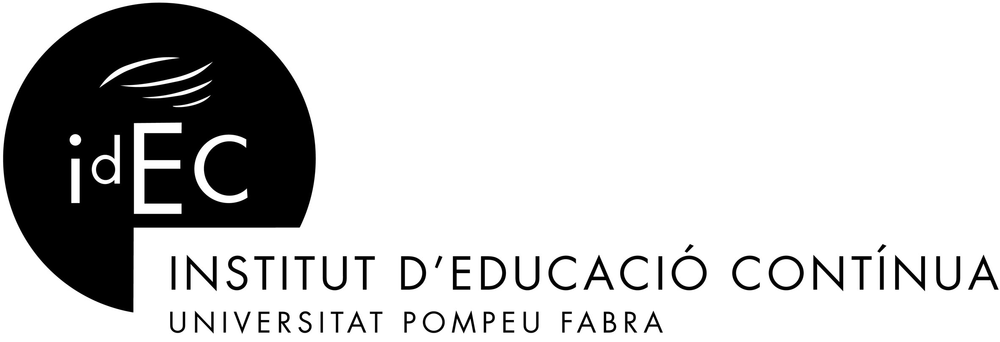 idEC
INSTITUT D’EDUCACIÓ CONTÍNUA
UNIVERSITAT POMPEU FABRA